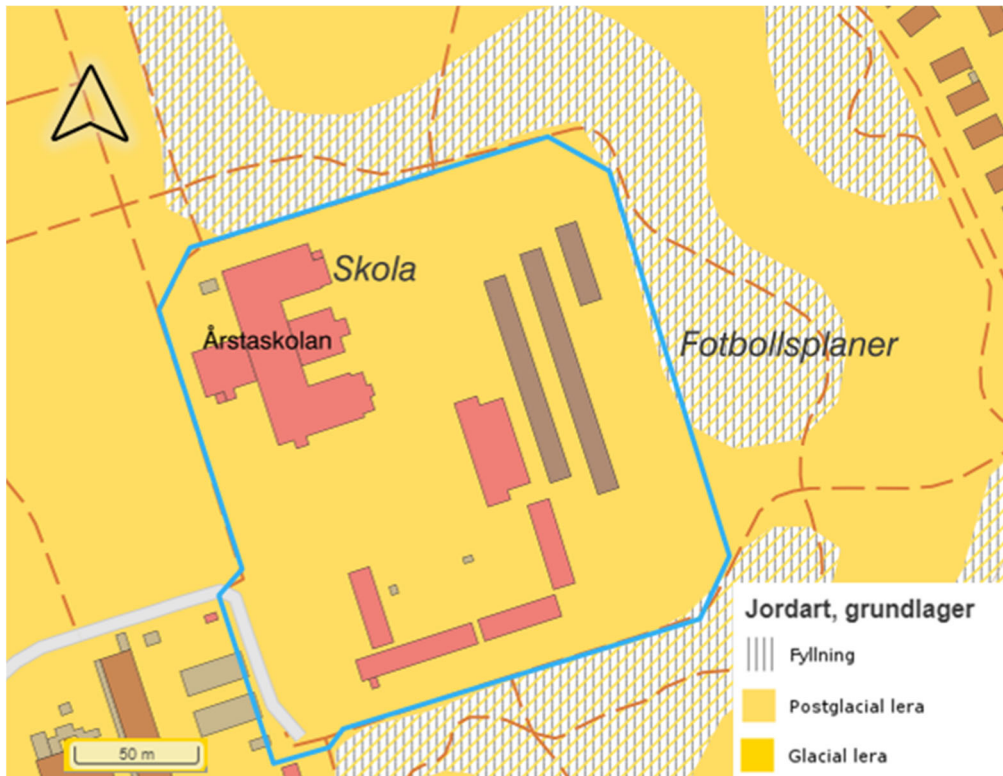 Skola
Årstaskolan
Fotbollsplaner
Jordart, grundlager
Fyllning
Postglacial lera
Glacial lera
50 m